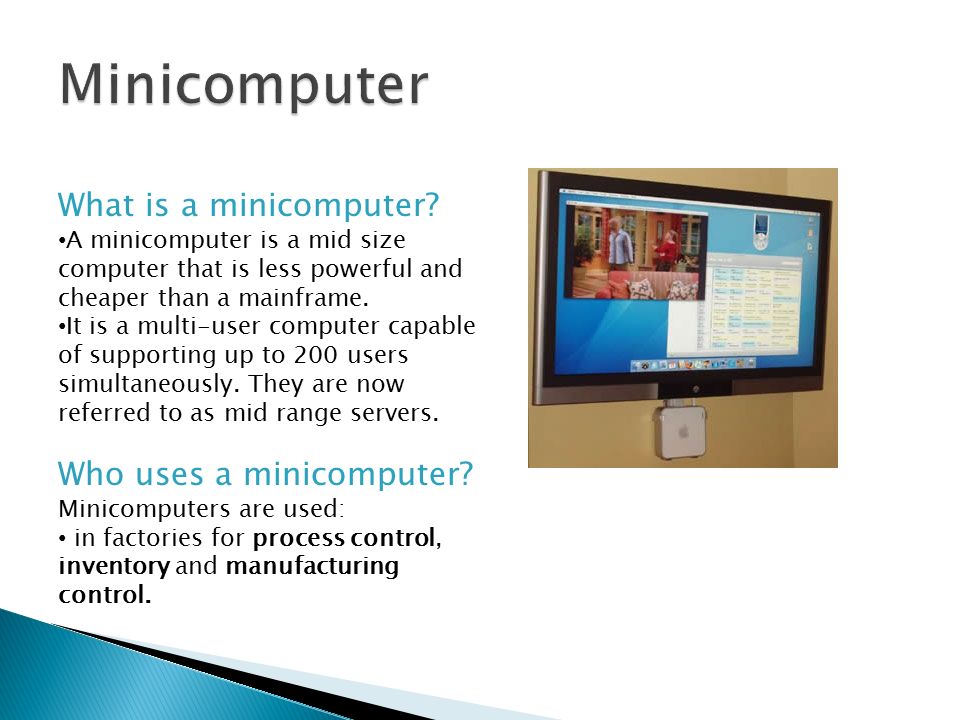 Minicomputer
What is a minicomputer?
•A minicomputer is a mid size
computer that is less powerful and
cheaper than a mainframe.
•It is a multi-user computer capable
of supporting up to 200 users
simultaneously. They are now
referred to as mid range servers.
Who uses a minicomputer?
Minicomputers are used:
• in factories for process control,
inventory and manufacturing
control.